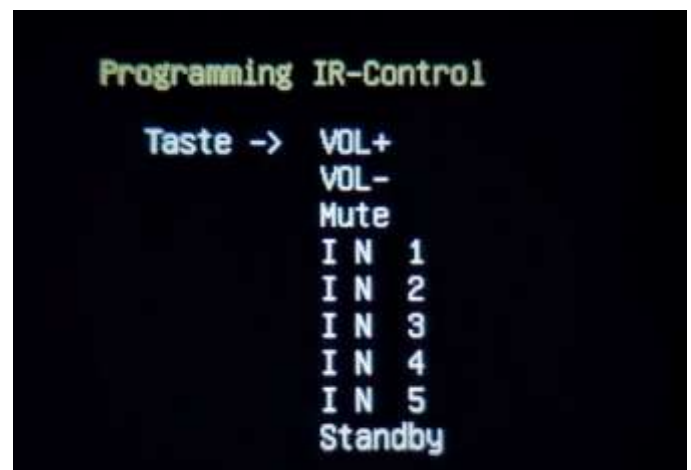 Programming IR-Control
Taste -> VOL+
VOL-
Mute
I N 1
I N 2
I N 3
I N 4
I N 5
Standby